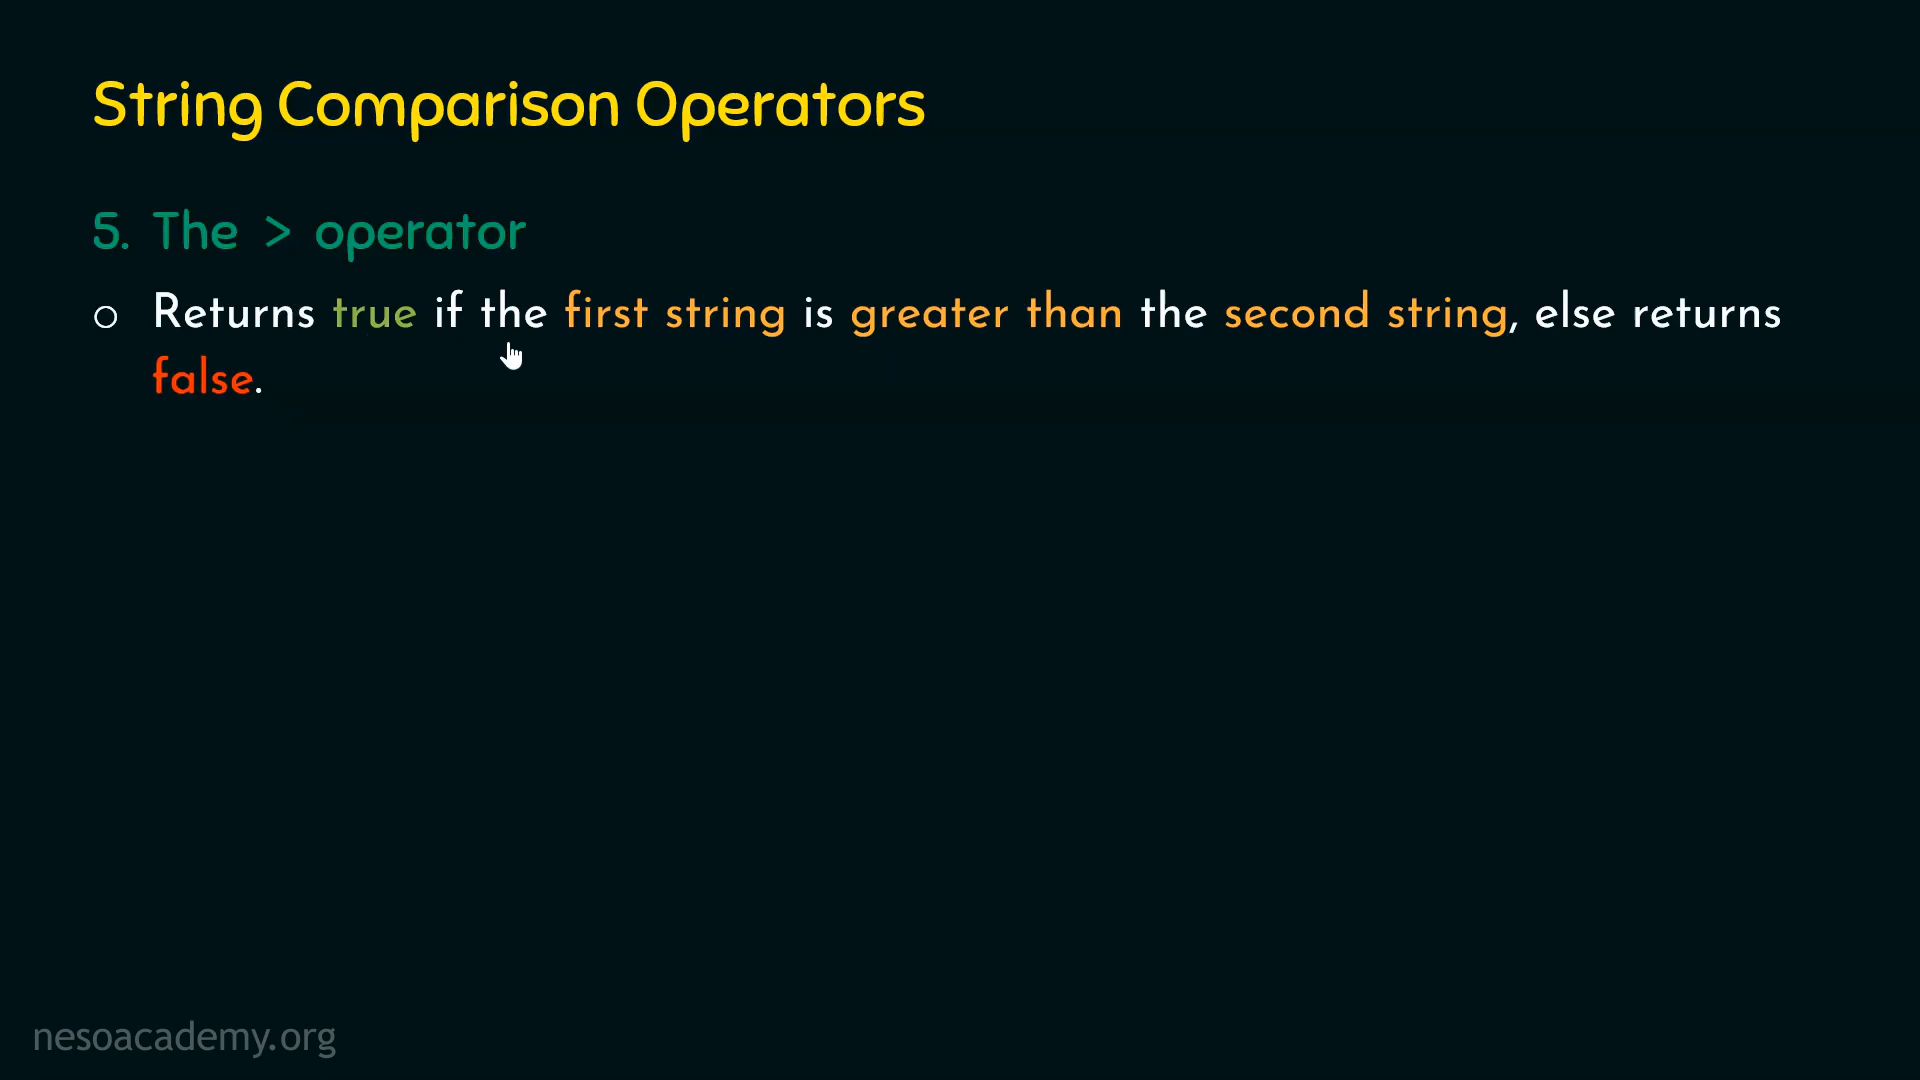 String Comparison Operators
5. The > operator
○ Returns true if the first string is greater than the second string, else returns
false.
nesoacademy.org